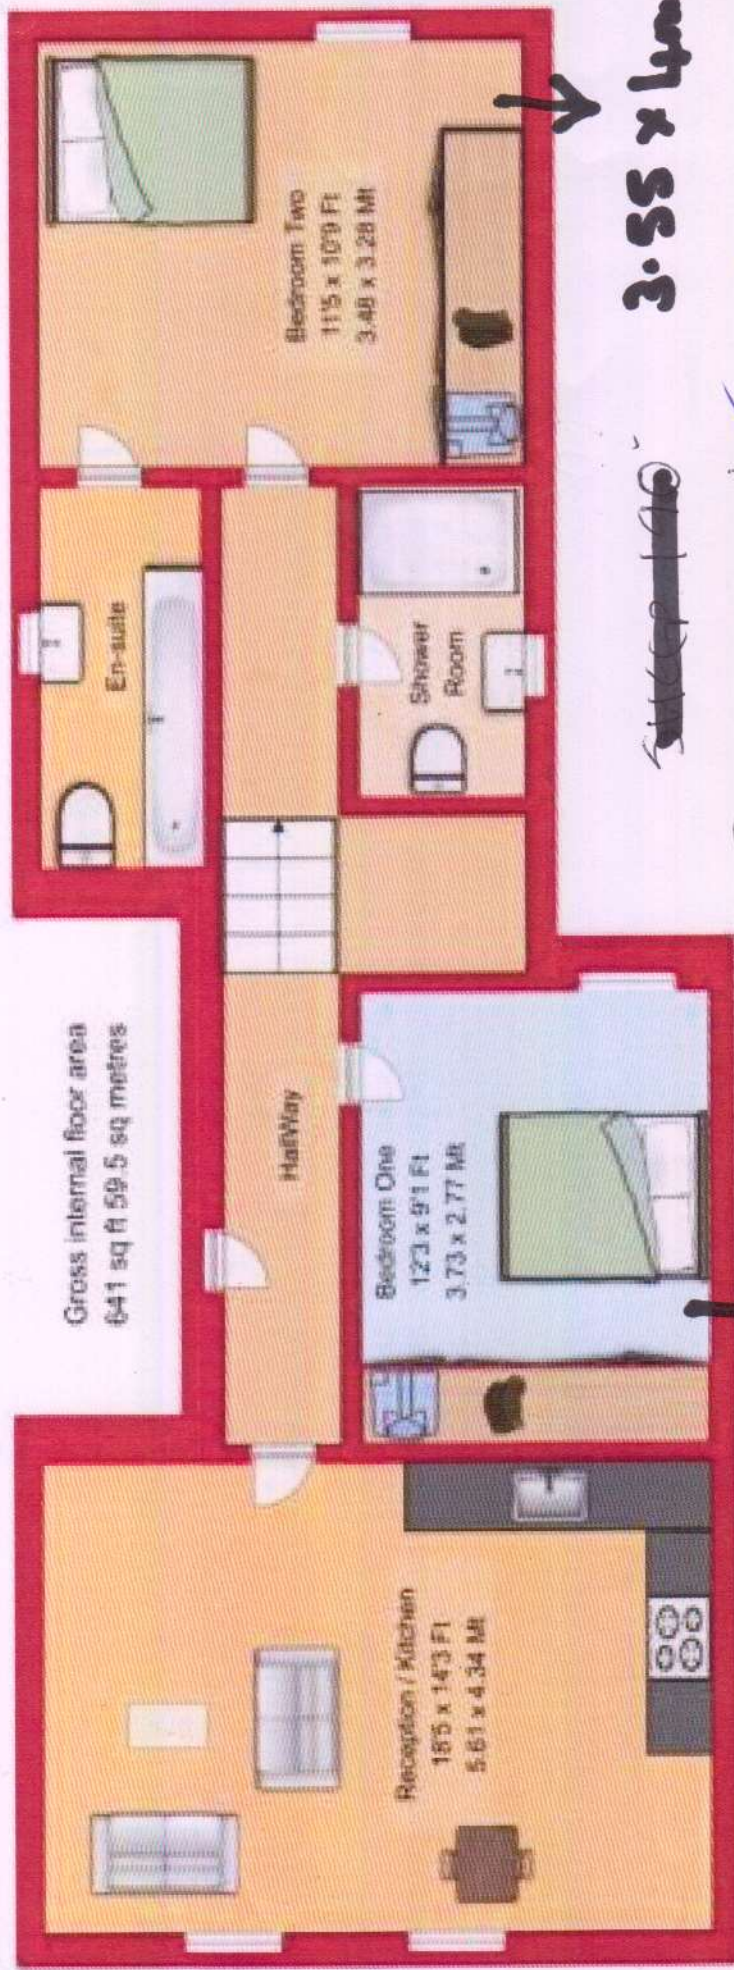 Bedroom Two
11'5 x 10'9 Ft
3.48 x 3.28 Mt
3.55 x 4m
En-suite
Shower
Room
Gross internal floor area
641 sq ft 59.5 sq metres
HallWay
Bedroom One
12'3 x 9'1 Ft
3.73 x 2.77 Mt
Reception / Kitchen
18'5 x 14'3 Ft
5.61 x 4.34 Mt